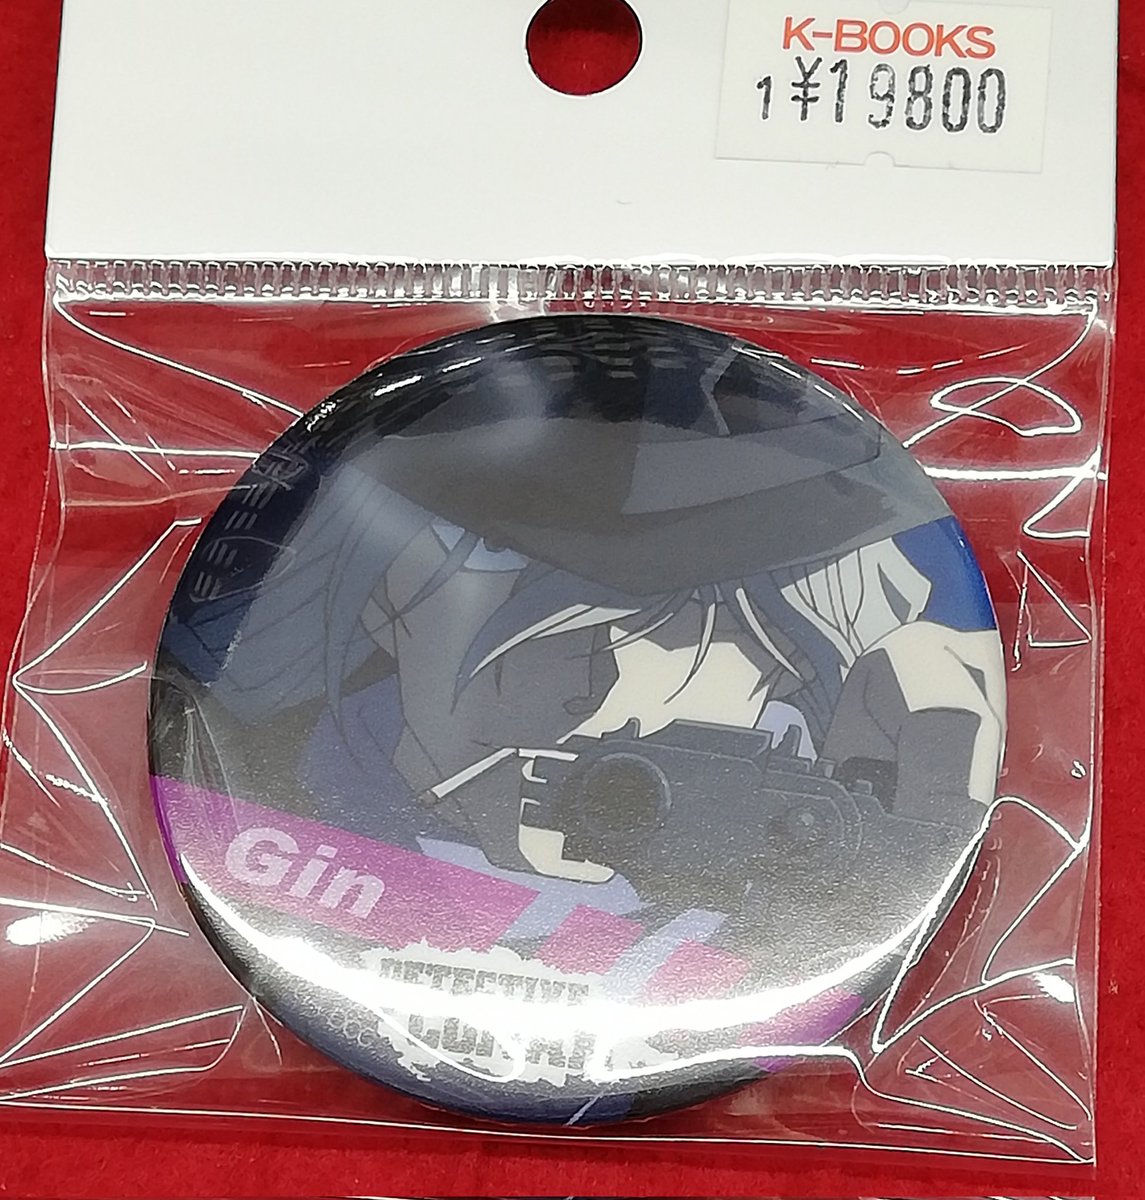 K-BOOKS
1¥19800
Gin
DETECTIVE
CONAN